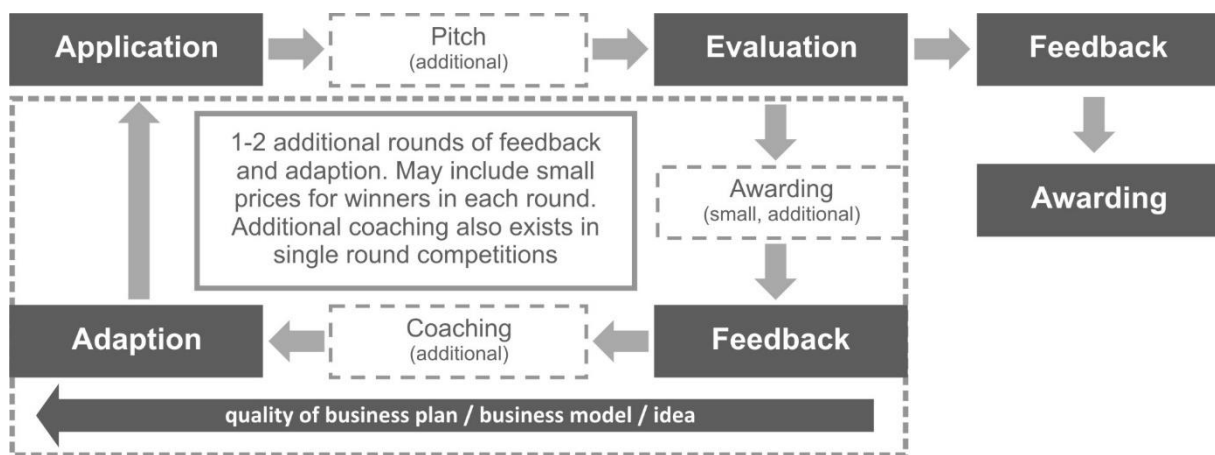 Application
Pitch
(additional)
Evaluation
Feedback
1-2 additional rounds of feedback
and adaption. May include small
prices for winners in each round.
Additional coaching also exists in
single round competitions
Awarding
(small, additional)
Awarding
Adaption
Coaching
(additional)
Feedback
quality of business plan / business model / idea